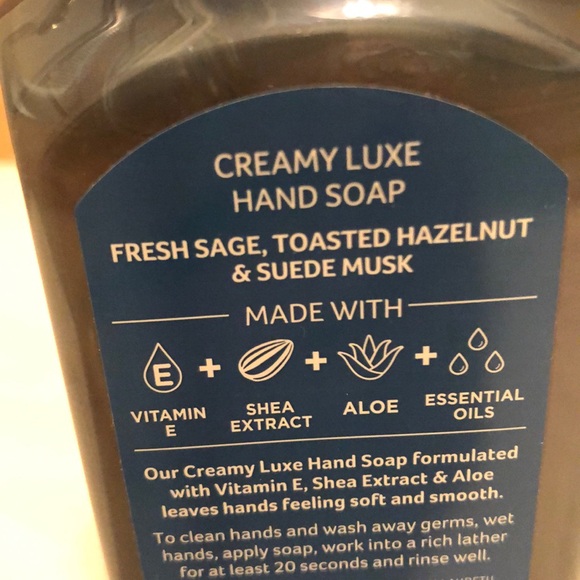 CREAMY LUXE
HAND SOAP
FRESH SAGE, TOASTED HAZELNUT
& SUEDE MUSK
MADE WITH
E + + +
VITAMIN E
SHEA EXTRACT
ALOE
ESSENTIAL OILS
Our Creamy Luxe Hand Soap formulated
with Vitamin E, Shea Extract & Aloe
leaves hands feeling soft and smooth.
To clean hands and wash away germs, wet
hands, apply soap, work into a rich lather
for at least 20 seconds and rinse well.